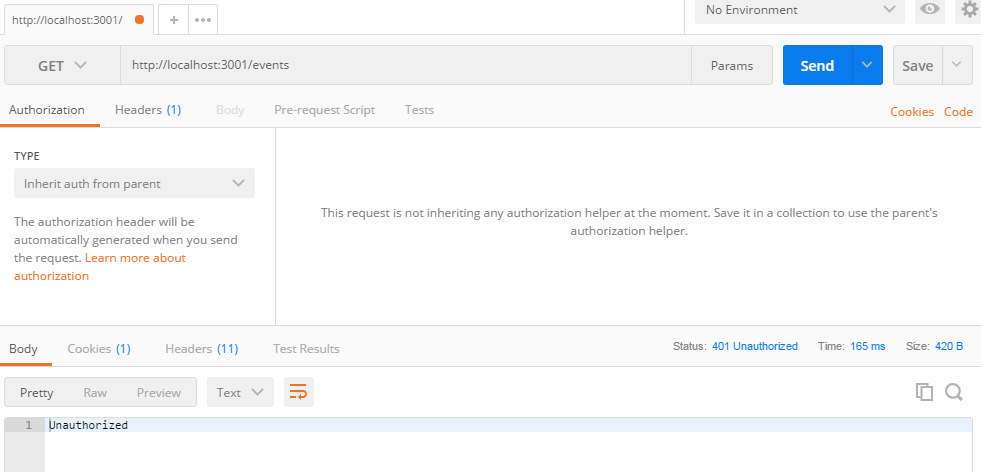 http://localhost:3001/
+
•••
No Environment
GET
http://localhost:3001/events
Params
Send
Save
Authorization
Headers (1)
Body
Pre-request Script
Tests
Cookies
Code
TYPE
Inherit auth from parent
The authorization header will be
automatically generated when you send
the request. Learn more about
authorization
This request is not inheriting any authorization helper at the moment. Save it in a collection to use the parent's
authorization helper.
Body
Cookies (1)
Headers (11)
Test Results
Status: 401 Unauthorized
Time: 165 ms
Size: 420 B
Pretty
Raw
Preview
Text
1
Unauthorized